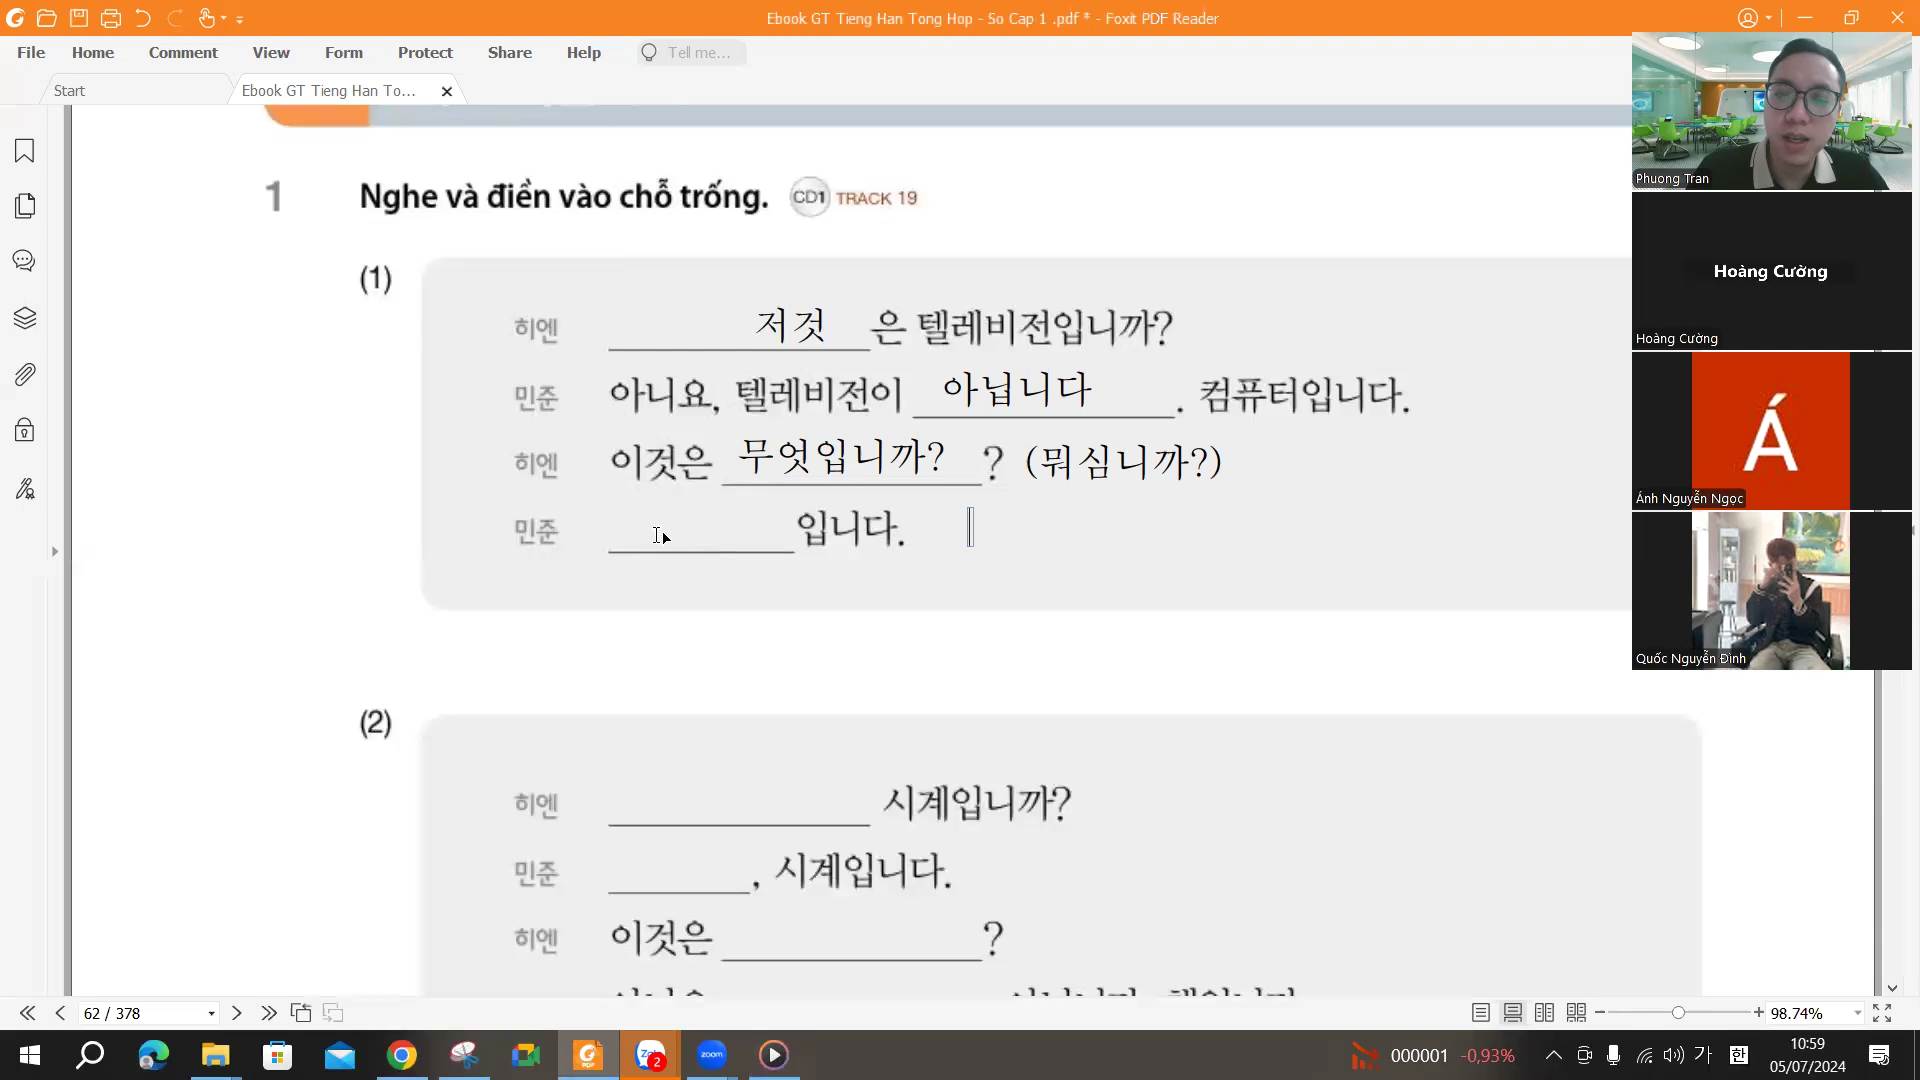 Ebook GT Tieng Han Tong Hop - So Cap 1 .pdf * - Foxit PDF Reader
File Home Comment View Form Protect Share Help Tell me...
Start Ebook GT Tieng Han To...
1 Nghe và điền vào chỗ trống. CD1 TRACK 19
(1)
히엔 저것 은 텔레비전입니까?
민준 아니요, 텔레비전이 아닙니다 . 컴퓨터입니다.
히엔 이것은 무엇입니까? ? (뭐심니까?)
민준 입니다.
(2)
히엔 시계입니까?
민준 , 시계입니다.
히엔 이것은 ?
Phuong Tran
Hoàng Cường
Hoàng Cường
Á
Ánh Nguyễn Ngọc
Quốc Nguyễn Đình
62 / 378
98.74%
PDF
Zalo 2
zoom
000001 -0,93%
가 한
10:59
05/07/2024